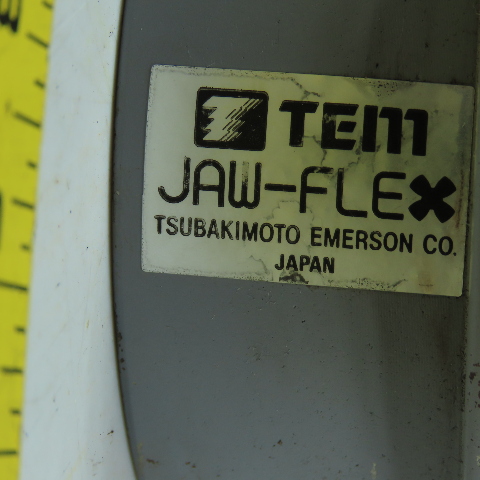 TEM
JAW-FLEX
TSUBAKIMOTO EMERSON CO.
JAPAN